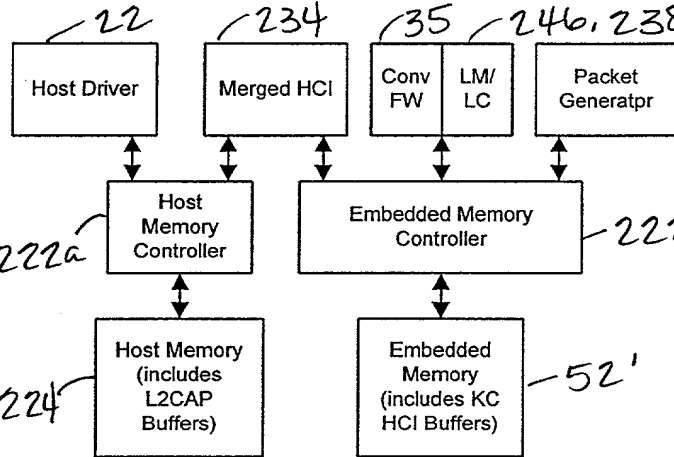 22
234
35
246, 238
Host Driver
Merged HCI
Conv
FW
LM/
LC
Packet
Generatpr
Host
Memory
Controller
Embedded Memory
Controller
222a
222
Host Memory
(includes
L2CAP
Buffers)
Embedded
Memory
(includes KC
HCI Buffers)
224
52'